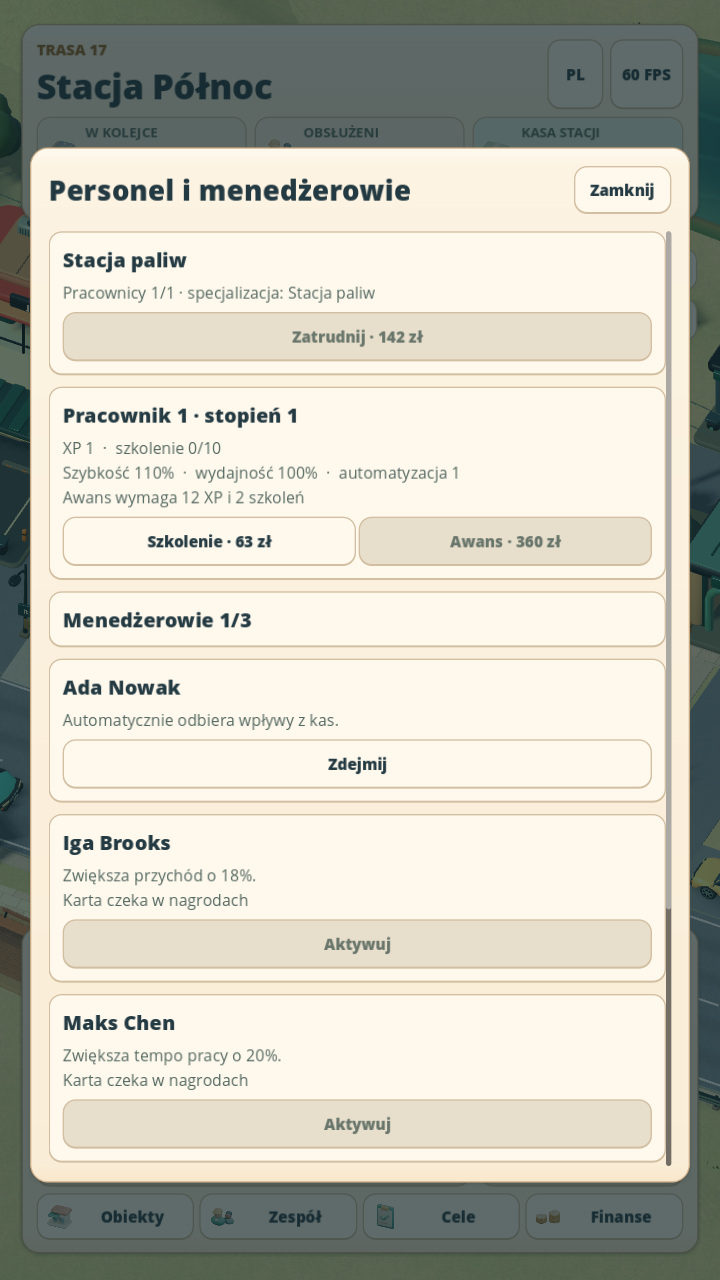 TRASA 17
Stacja Północ
PL
60 FPS
W KOLEJCE
OBSŁUŻENI
KASA STACJI
Personel i menedżerowie
Zamknij
Stacja paliw
Pracownicy 1/1 · specjalizacja: Stacja paliw
Zatrudnij · 142 zł
Pracownik 1 · stopień 1
XP 1 · szkolenie 0/10
Szybkość 110% · wydajność 100% · automatyzacja 1
Awans wymaga 12 XP i 2 szkoleń
Szkolenie · 63 zł
Awans · 360 zł
Menedżerowie 1/3
Ada Nowak
Automatycznie odbiera wpływy z kas.
Zdejmij
Iga Brooks
Zwiększa przychód o 18%.
Karta czeka w nagrodach
Aktywuj
Maks Chen
Zwiększa tempo pracy o 20%.
Karta czeka w nagrodach
Aktywuj
Obiekty
Zespół
Cele
Finanse